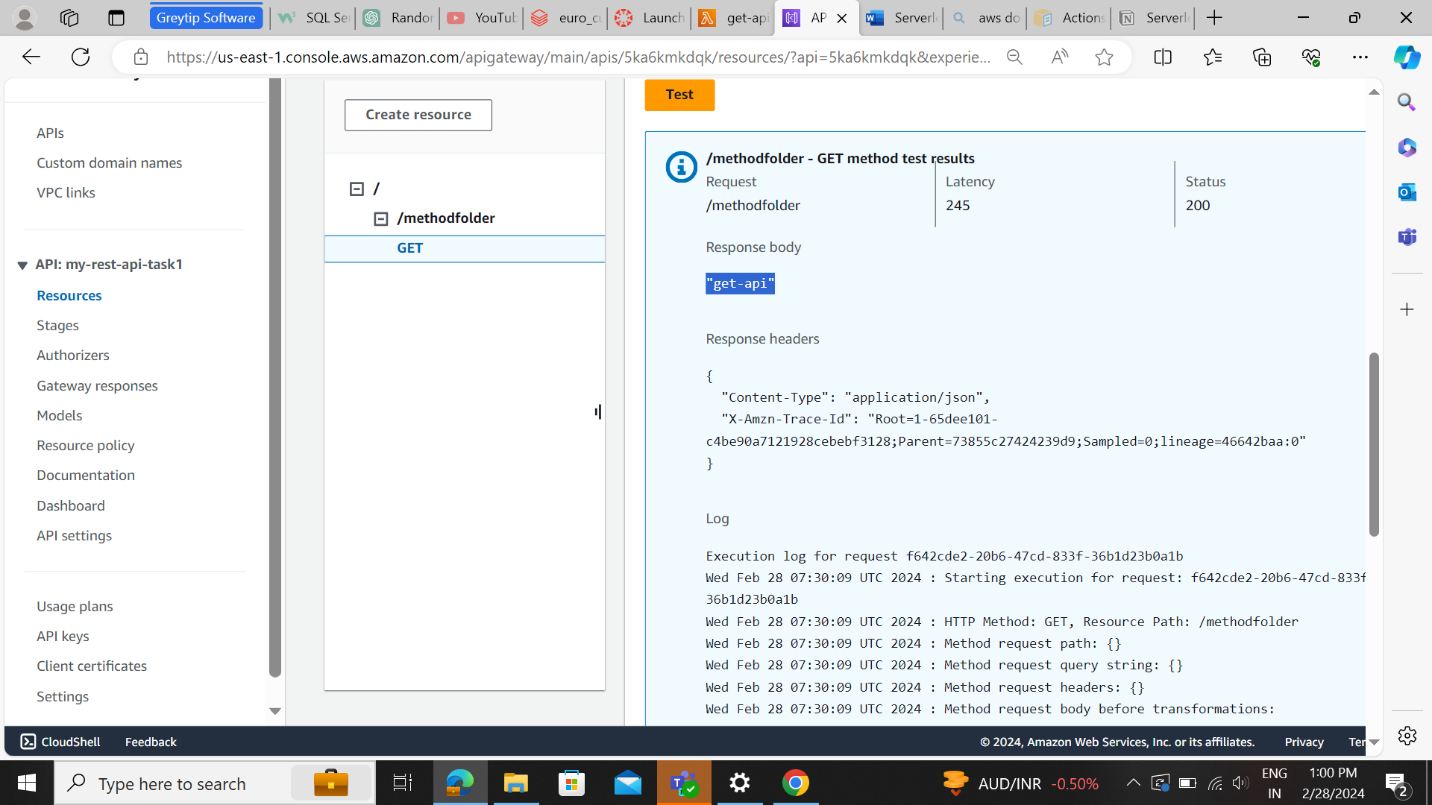 Greytip Software
SQL Se
Randor
YouTub
euro_cu
Launch
get-api
AP
Serverl
aws do
Actions
Serverl
https://us-east-1.console.aws.amazon.com/apigateway/main/apis/5ka6kmkdqk/resources/?api=5ka6kmkdqk&experie...
APIs
Custom domain names
VPC links
API: my-rest-api-task1
Resources
Stages
Authorizers
Gateway responses
Models
Resource policy
Documentation
Dashboard
API settings
Usage plans
API keys
Client certificates
Settings
Create resource
/
/methodfolder
GET
Test
/methodfolder - GET method test results
Request
/methodfolder
Latency
245
Status
200
Response body
"get-api"
Response headers
{
"Content-Type": "application/json",
"X-Amzn-Trace-Id": "Root=1-65dee101-
c4be90a7121928cebebf3128;Parent=73855c27424239d9;Sampled=0;lineage=46642baa:0"
}
Log
Execution log for request f642cde2-20b6-47cd-833f-36b1d23b0a1b
Wed Feb 28 07:30:09 UTC 2024 : Starting execution for request: f642cde2-20b6-47cd-833f
36b1d23b0a1b
Wed Feb 28 07:30:09 UTC 2024 : HTTP Method: GET, Resource Path: /methodfolder
Wed Feb 28 07:30:09 UTC 2024 : Method request path: {}
Wed Feb 28 07:30:09 UTC 2024 : Method request query string: {}
Wed Feb 28 07:30:09 UTC 2024 : Method request headers: {}
Wed Feb 28 07:30:09 UTC 2024 : Method request body before transformations:
CloudShell Feedback © 2024, Amazon Web Services, Inc. or its affiliates. Privacy Ter
Type here to search
AUD/INR -0.50%
ENG
IN
1:00 PM
2/28/2024
2